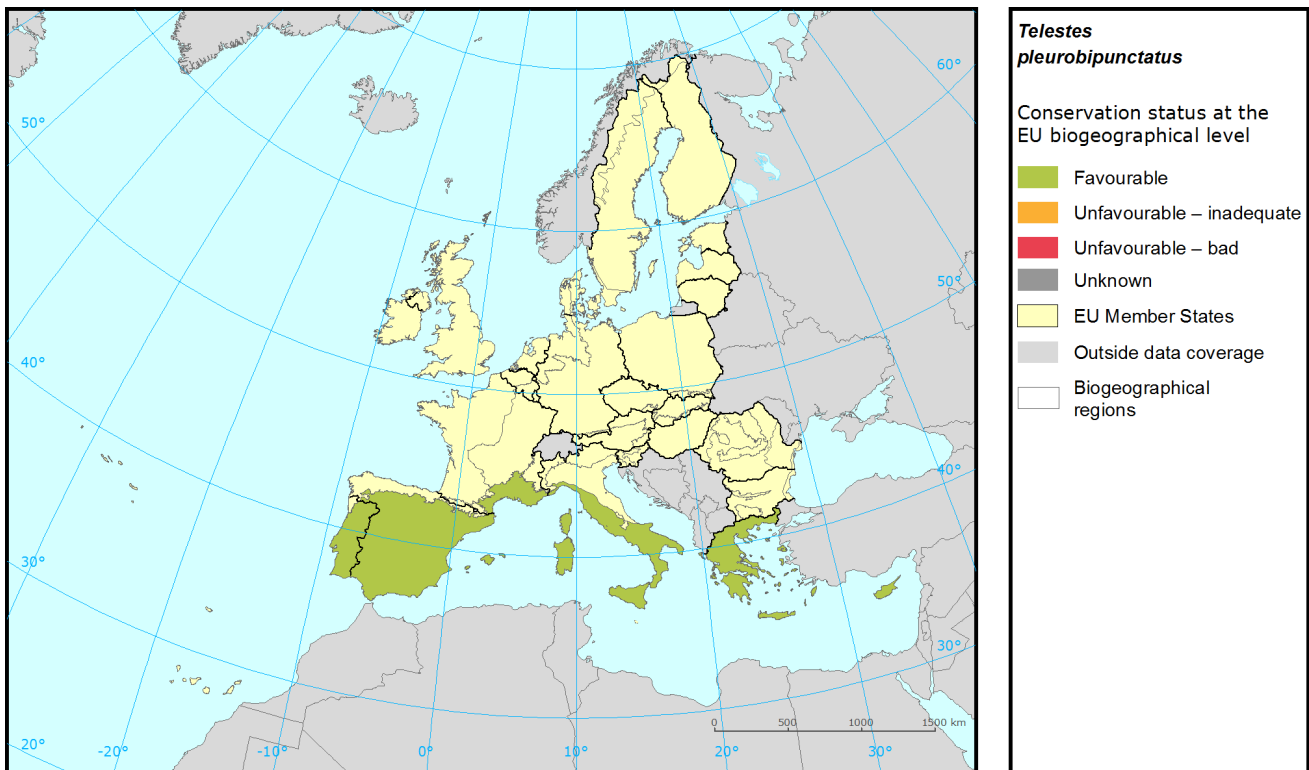 Telestes
pleurobipunctatus
Conservation status at the
EU biogeographical level
Favourable
Unfavourable – inadequate
Unfavourable – bad
Unknown
EU Member States
Outside data coverage
Biogeographical
regions
60°
50°
50°
40°
40°
30°
30°
20°
-20°
-10°
0°
10°
20°
30°
0 500 1000 1500 km